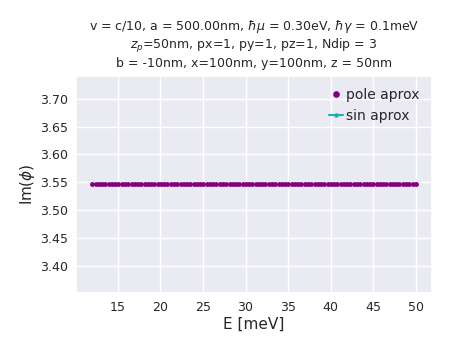 v = c/10, a = 500.00nm, ℏμ = 0.30eV, ℏγ = 0.1meV
zₚ=50nm, px=1, py=1, pz=1, Ndip = 3
b = -10nm, x=100nm, y=100nm, z = 50nm
pole aprox
sin aprox
Im(ϕ)
3.70
3.65
3.60
3.55
3.50
3.45
3.40
15 20 25 30 35 40 45 50
E [meV]